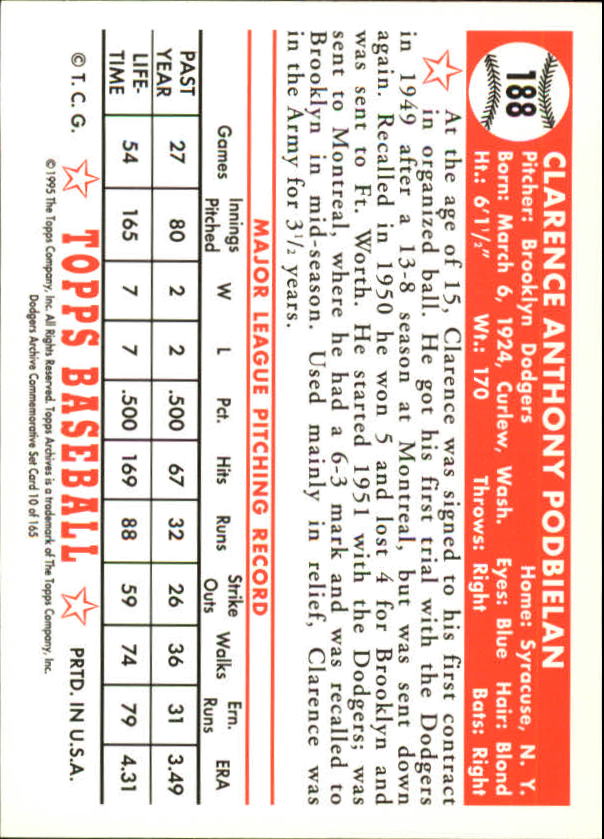 188
CLARENCE ANTHONY PODBIELAN
Pitcher: Brooklyn Dodgers Home: Syracuse, N. Y.
Born: March 6, 1924, Curlew, Wash. Eyes: Blue Hair: Blond
Ht.: 6'1½" Wt.: 170 Throws: Right Bats: Right
At the age of 15, Clarence was signed to his first contract
in organized ball. He got his first trial with the Dodgers
in 1949 after a 13-8 season at Montreal, but was sent down
again. Recalled in 1950 he won 5 and lost 4 for Brooklyn and
was sent to Ft. Worth. He started 1951 with the Dodgers; was
sent to Montreal, where he had a 6-3 mark and was recalled to
Brooklyn in mid-season. Used mainly in relief, Clarence was
in the Army for 3½ years.
MAJOR LEAGUE PITCHING RECORD
Games Innings Pitched W L Pct. Hits Runs Strike Outs Walks Ern. Runs ERA
PAST YEAR 27 80 2 2 .500 67 32 26 36 31 3.49
LIFE-TIME 54 165 7 7 .500 169 88 59 74 79 4.31
© T. C. G. TOPPS BASEBALL PRTD. IN U.S.A.
©1995 The Topps Company, Inc. All Rights Reserved. Topps Archives is a trademark of The Topps Company, Inc.
Dodgers Archive Commemorative Set Card 10 of 165